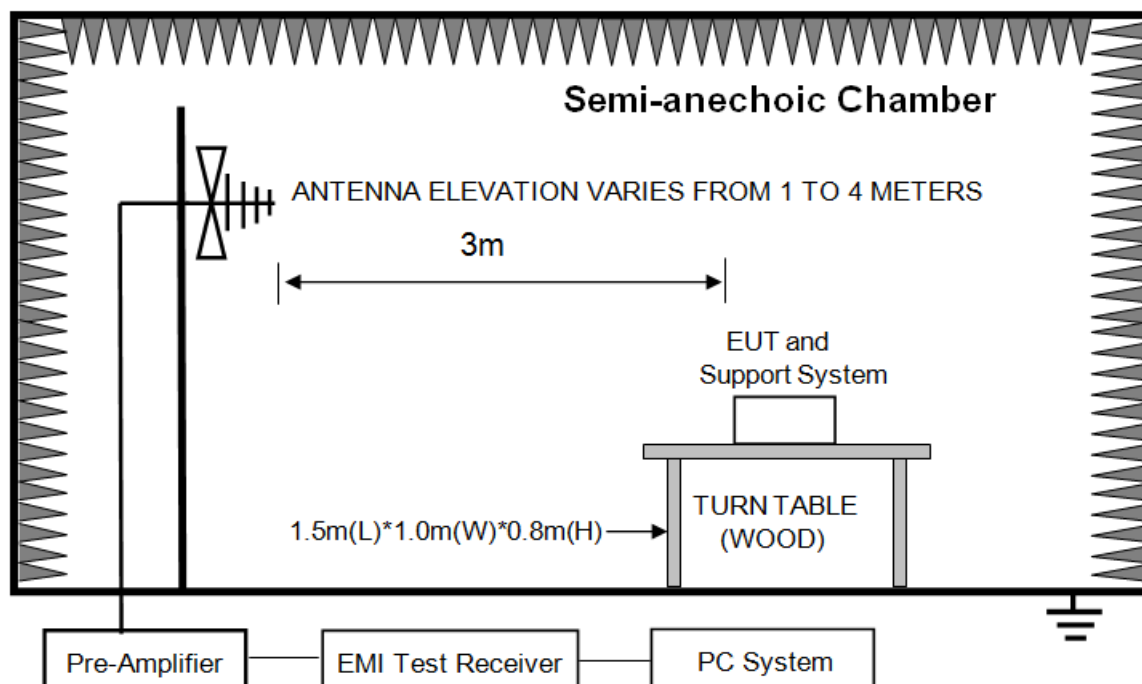 Semi-anechoic Chamber
ANTENNA ELEVATION VARIES FROM 1 TO 4 METERS
3m
EUT and
Support System
1.5m(L)*1.0m(W)*0.8m(H)
TURN TABLE
(WOOD)
Pre-Amplifier
EMI Test Receiver
PC System